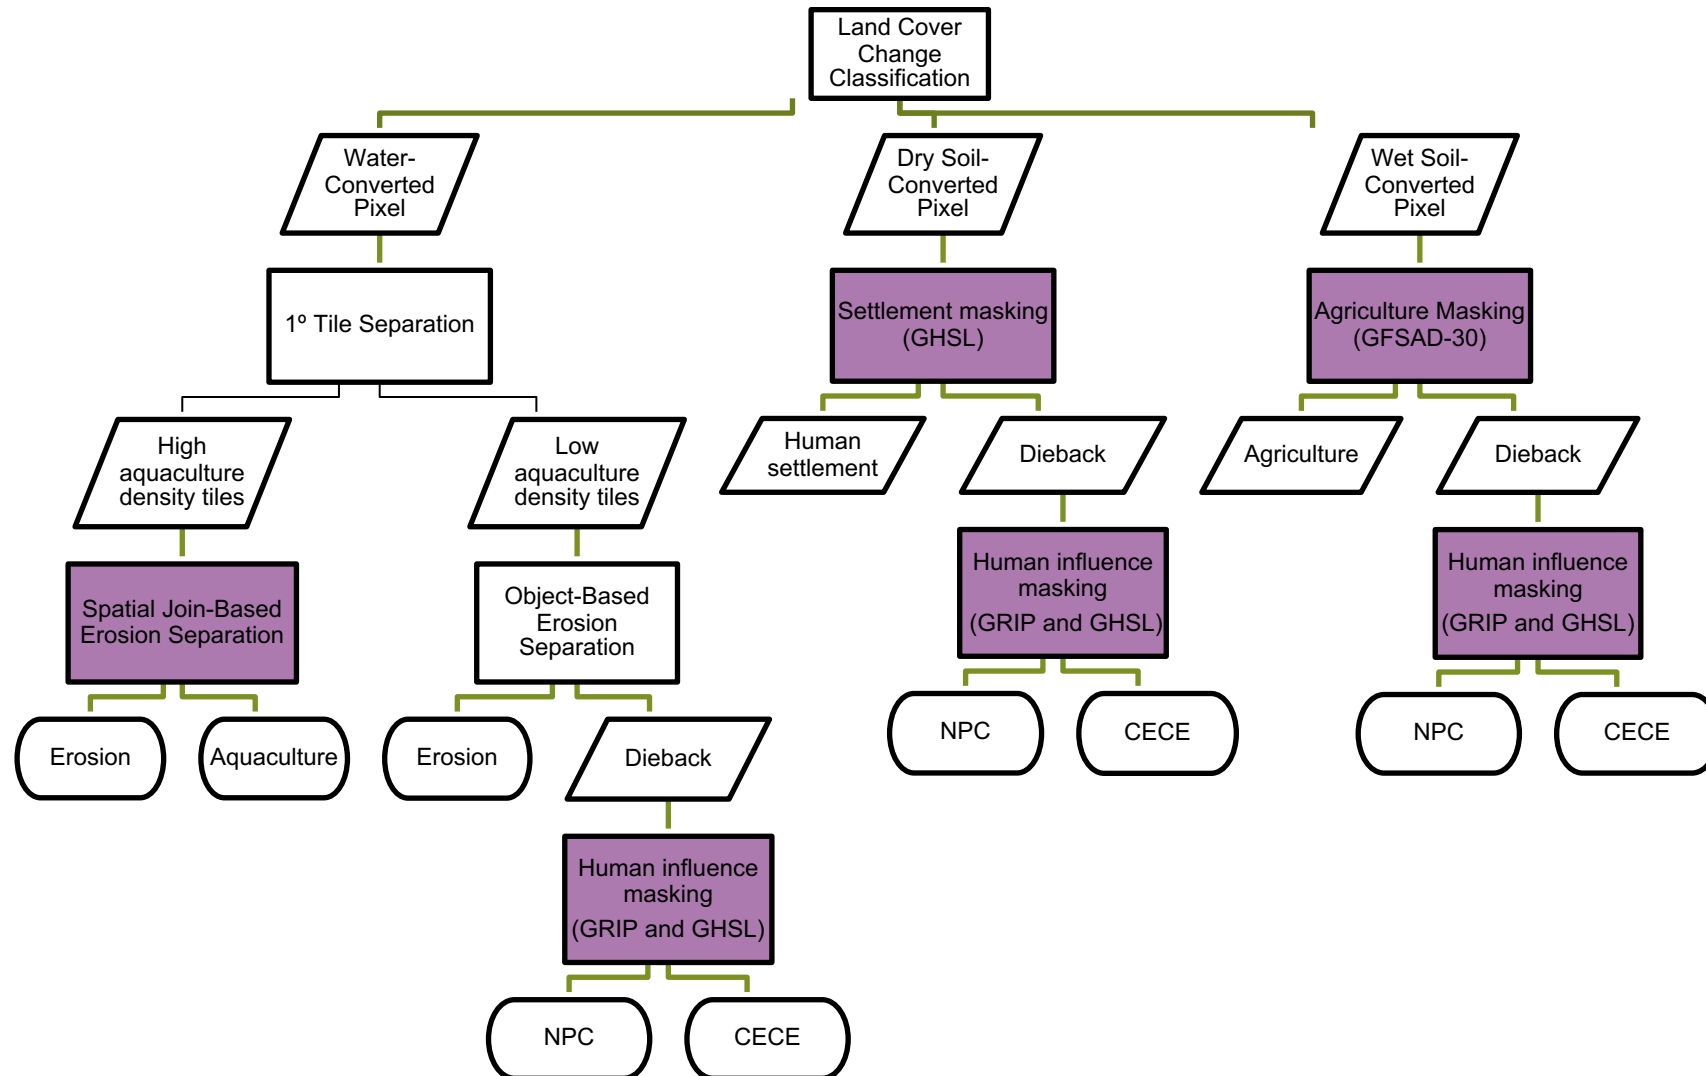 Land Cover
Change
Classification
Water-
Converted
Pixel
Dry Soil-
Converted
Pixel
Wet Soil-
Converted
Pixel
1º Tile Separation
Settlement masking
(GHSL)
Agriculture Masking
(GFSAD-30)
High
aquaculture
density tiles
Low
aquaculture
density tiles
Human
settlement
Dieback
Agriculture
Dieback
Spatial Join-Based
Erosion Separation
Object-Based
Erosion
Separation
Human influence
masking
(GRIP and GHSL)
Human influence
masking
(GRIP and GHSL)
Erosion
Aquaculture
Erosion
Dieback
NPC
CECE
NPC
CECE
Human influence
masking
(GRIP and GHSL)
NPC
CECE